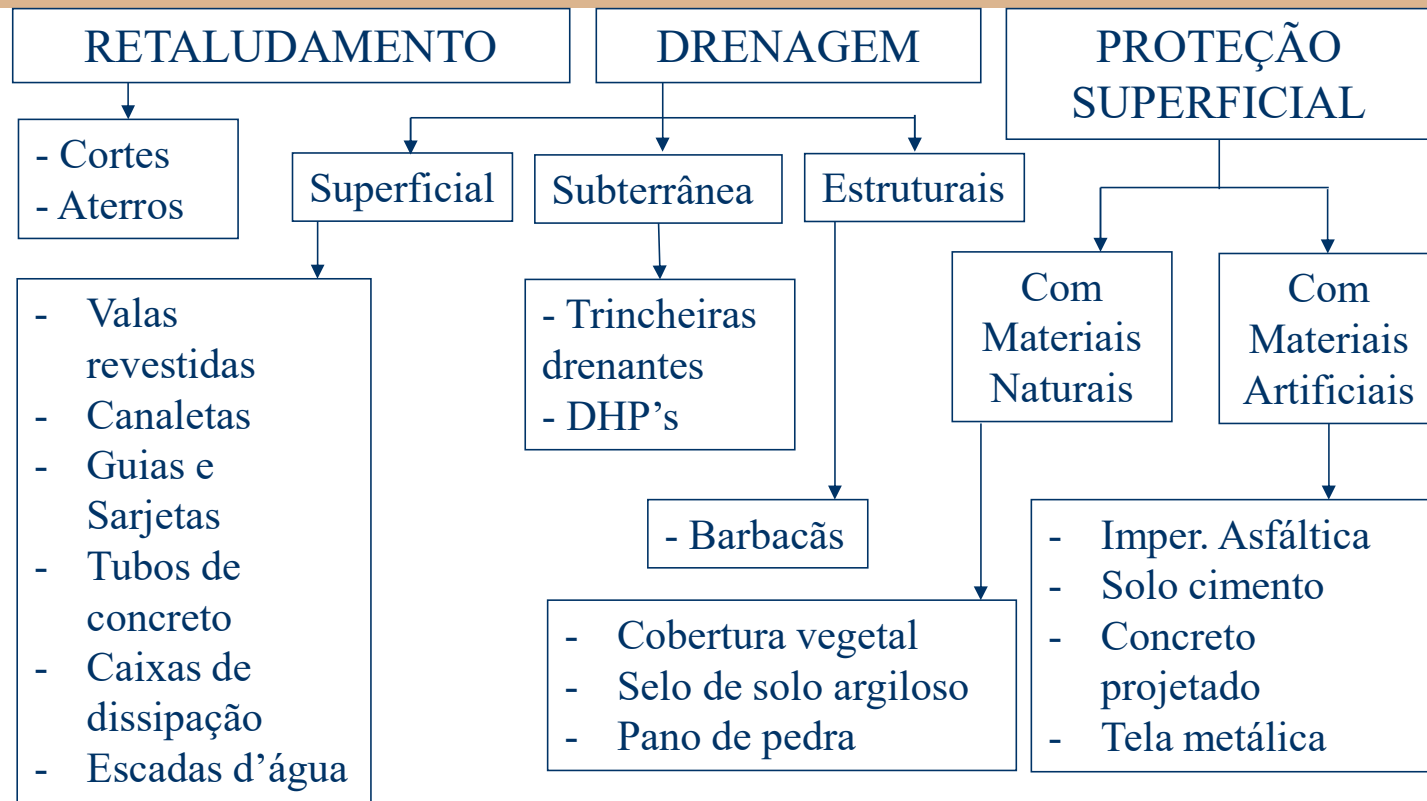 RETALUDAMENTO
- Cortes
- Aterros
DRENAGEM
Superficial
- Valas
revestidas
- Canaletas
- Guias e
Sarjetas
- Tubos de
concreto
- Caixas de
dissipação
- Escadas d’água
Subterrânea
- Trincheiras
drenantes
- DHP’s
Estruturais
- Barbacãs
PROTEÇÃO
SUPERFICIAL
Com
Materiais
Naturais
- Cobertura vegetal
- Selo de solo argiloso
- Pano de pedra
Com
Materiais
Artificiais
- Imper. Asfáltica
- Solo cimento
- Concreto
projetado
- Tela metálica